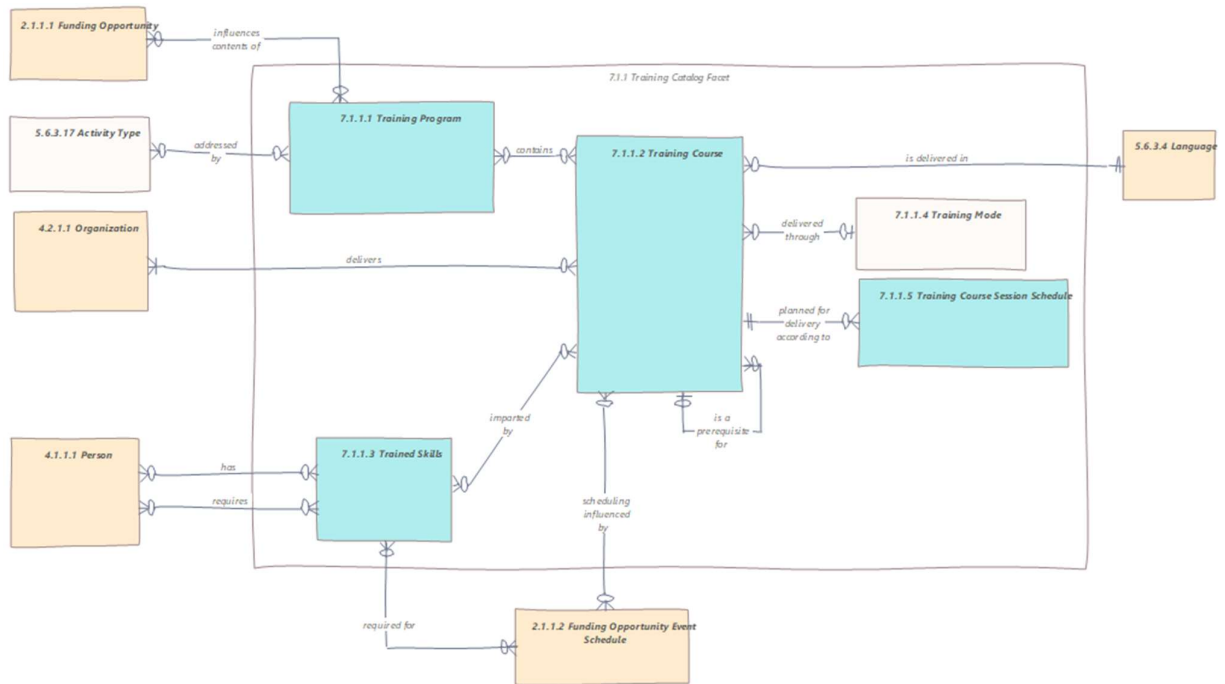 2.1.1.1 Funding Opportunity
influences
contents of
7.1.1 Training Catalog Facet
7.1.1.1 Training Program
5.6.3.17 Activity Type
addressed
by
contains
7.1.1.2 Training Course
is delivered in
5.6.3.4 Language
4.2.1.1 Organization
delivers
delivered
through
7.1.1.4 Training Mode
7.1.1.5 Training Course Session Schedule
planned for
delivery
according to
imparted
by
is a
prerequisite
for
4.1.1.1 Person
has
requires
7.1.1.3 Trained Skills
scheduling
influenced
by
required for
2.1.1.2 Funding Opportunity Event
Schedule